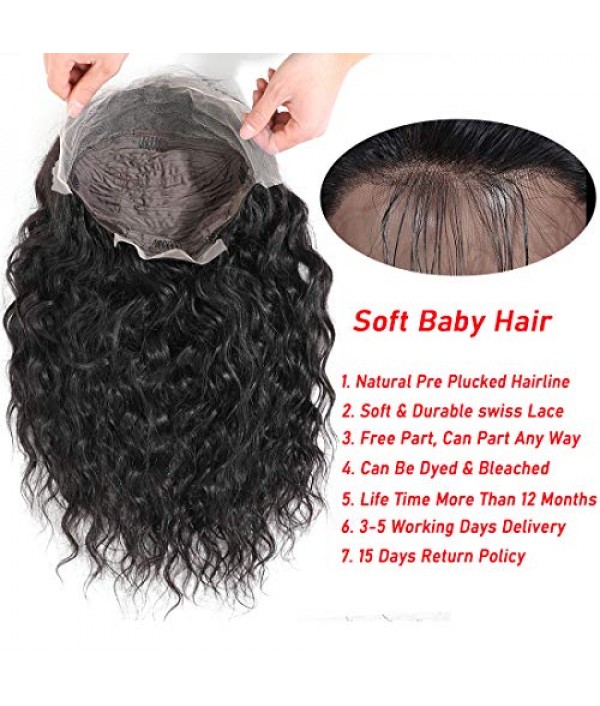 Soft Baby Hair
1. Natural Pre Plucked Hairline
2. Soft & Durable swiss Lace
3. Free Part, Can Part Any Way
4. Can Be Dyed & Bleached
5. Life Time More Than 12 Months
6. 3-5 Working Days Delivery
7. 15 Days Return Policy